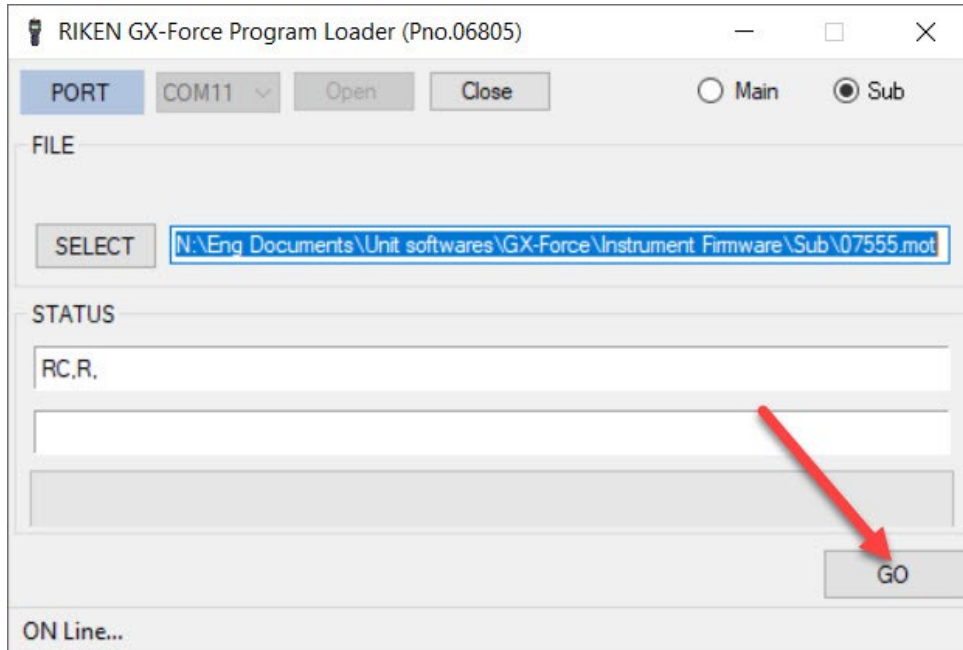 RIKEN GX-Force Program Loader (Pno.06805)
PORT COM11 Open Close Main Sub
FILE
SELECT N:\Eng Documents\Unit softwares\GX-Force\Instrument Firmware\Sub\07555.mot
STATUS
RC,R,
GO
ON Line...